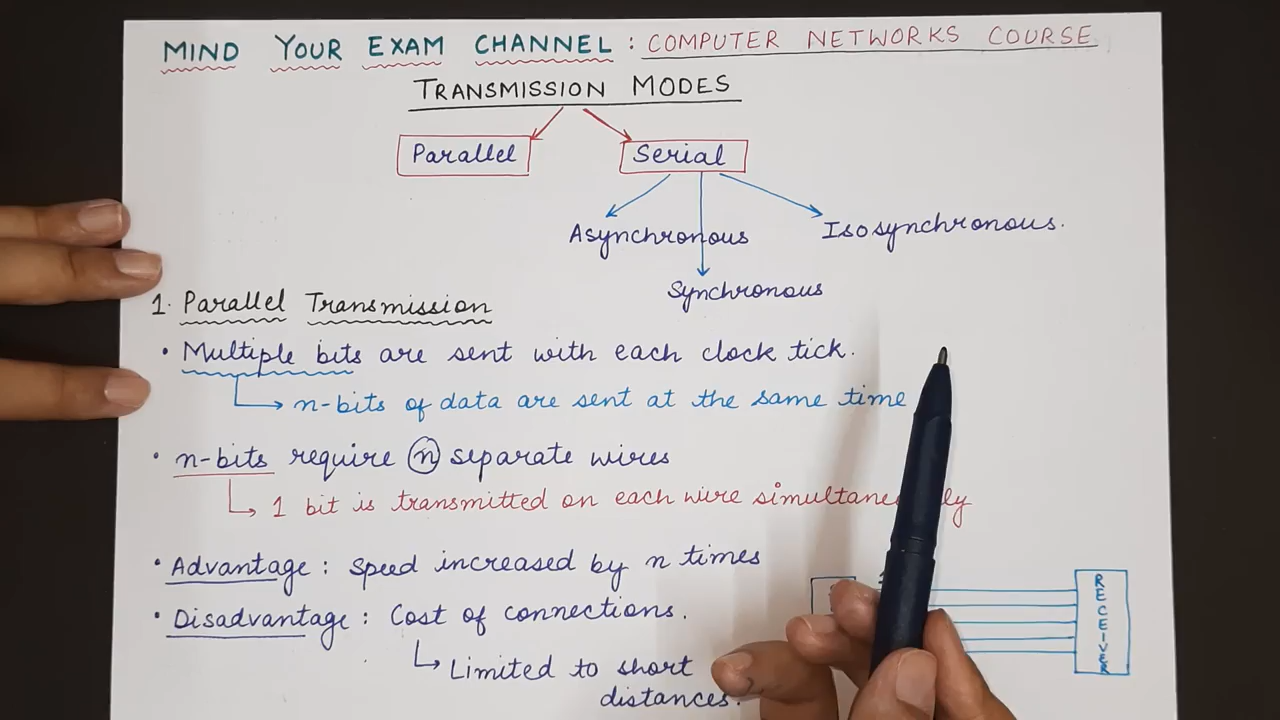 MIND YOUR EXAM CHANNEL : COMPUTER NETWORKS COURSE
TRANSMISSION MODES
Parallel Serial
Asynchronous Isosynchronous.
Synchronous
1. Parallel Transmission
• Multiple bits are sent with each clock tick.
n-bits of data are sent at the same time
• n-bits require n separate wires
1 bit is transmitted on each wire
• Advantage : Speed increased by n times
• Disadvantage : Cost of connections.
Limited to short
distances.
RECEIVER